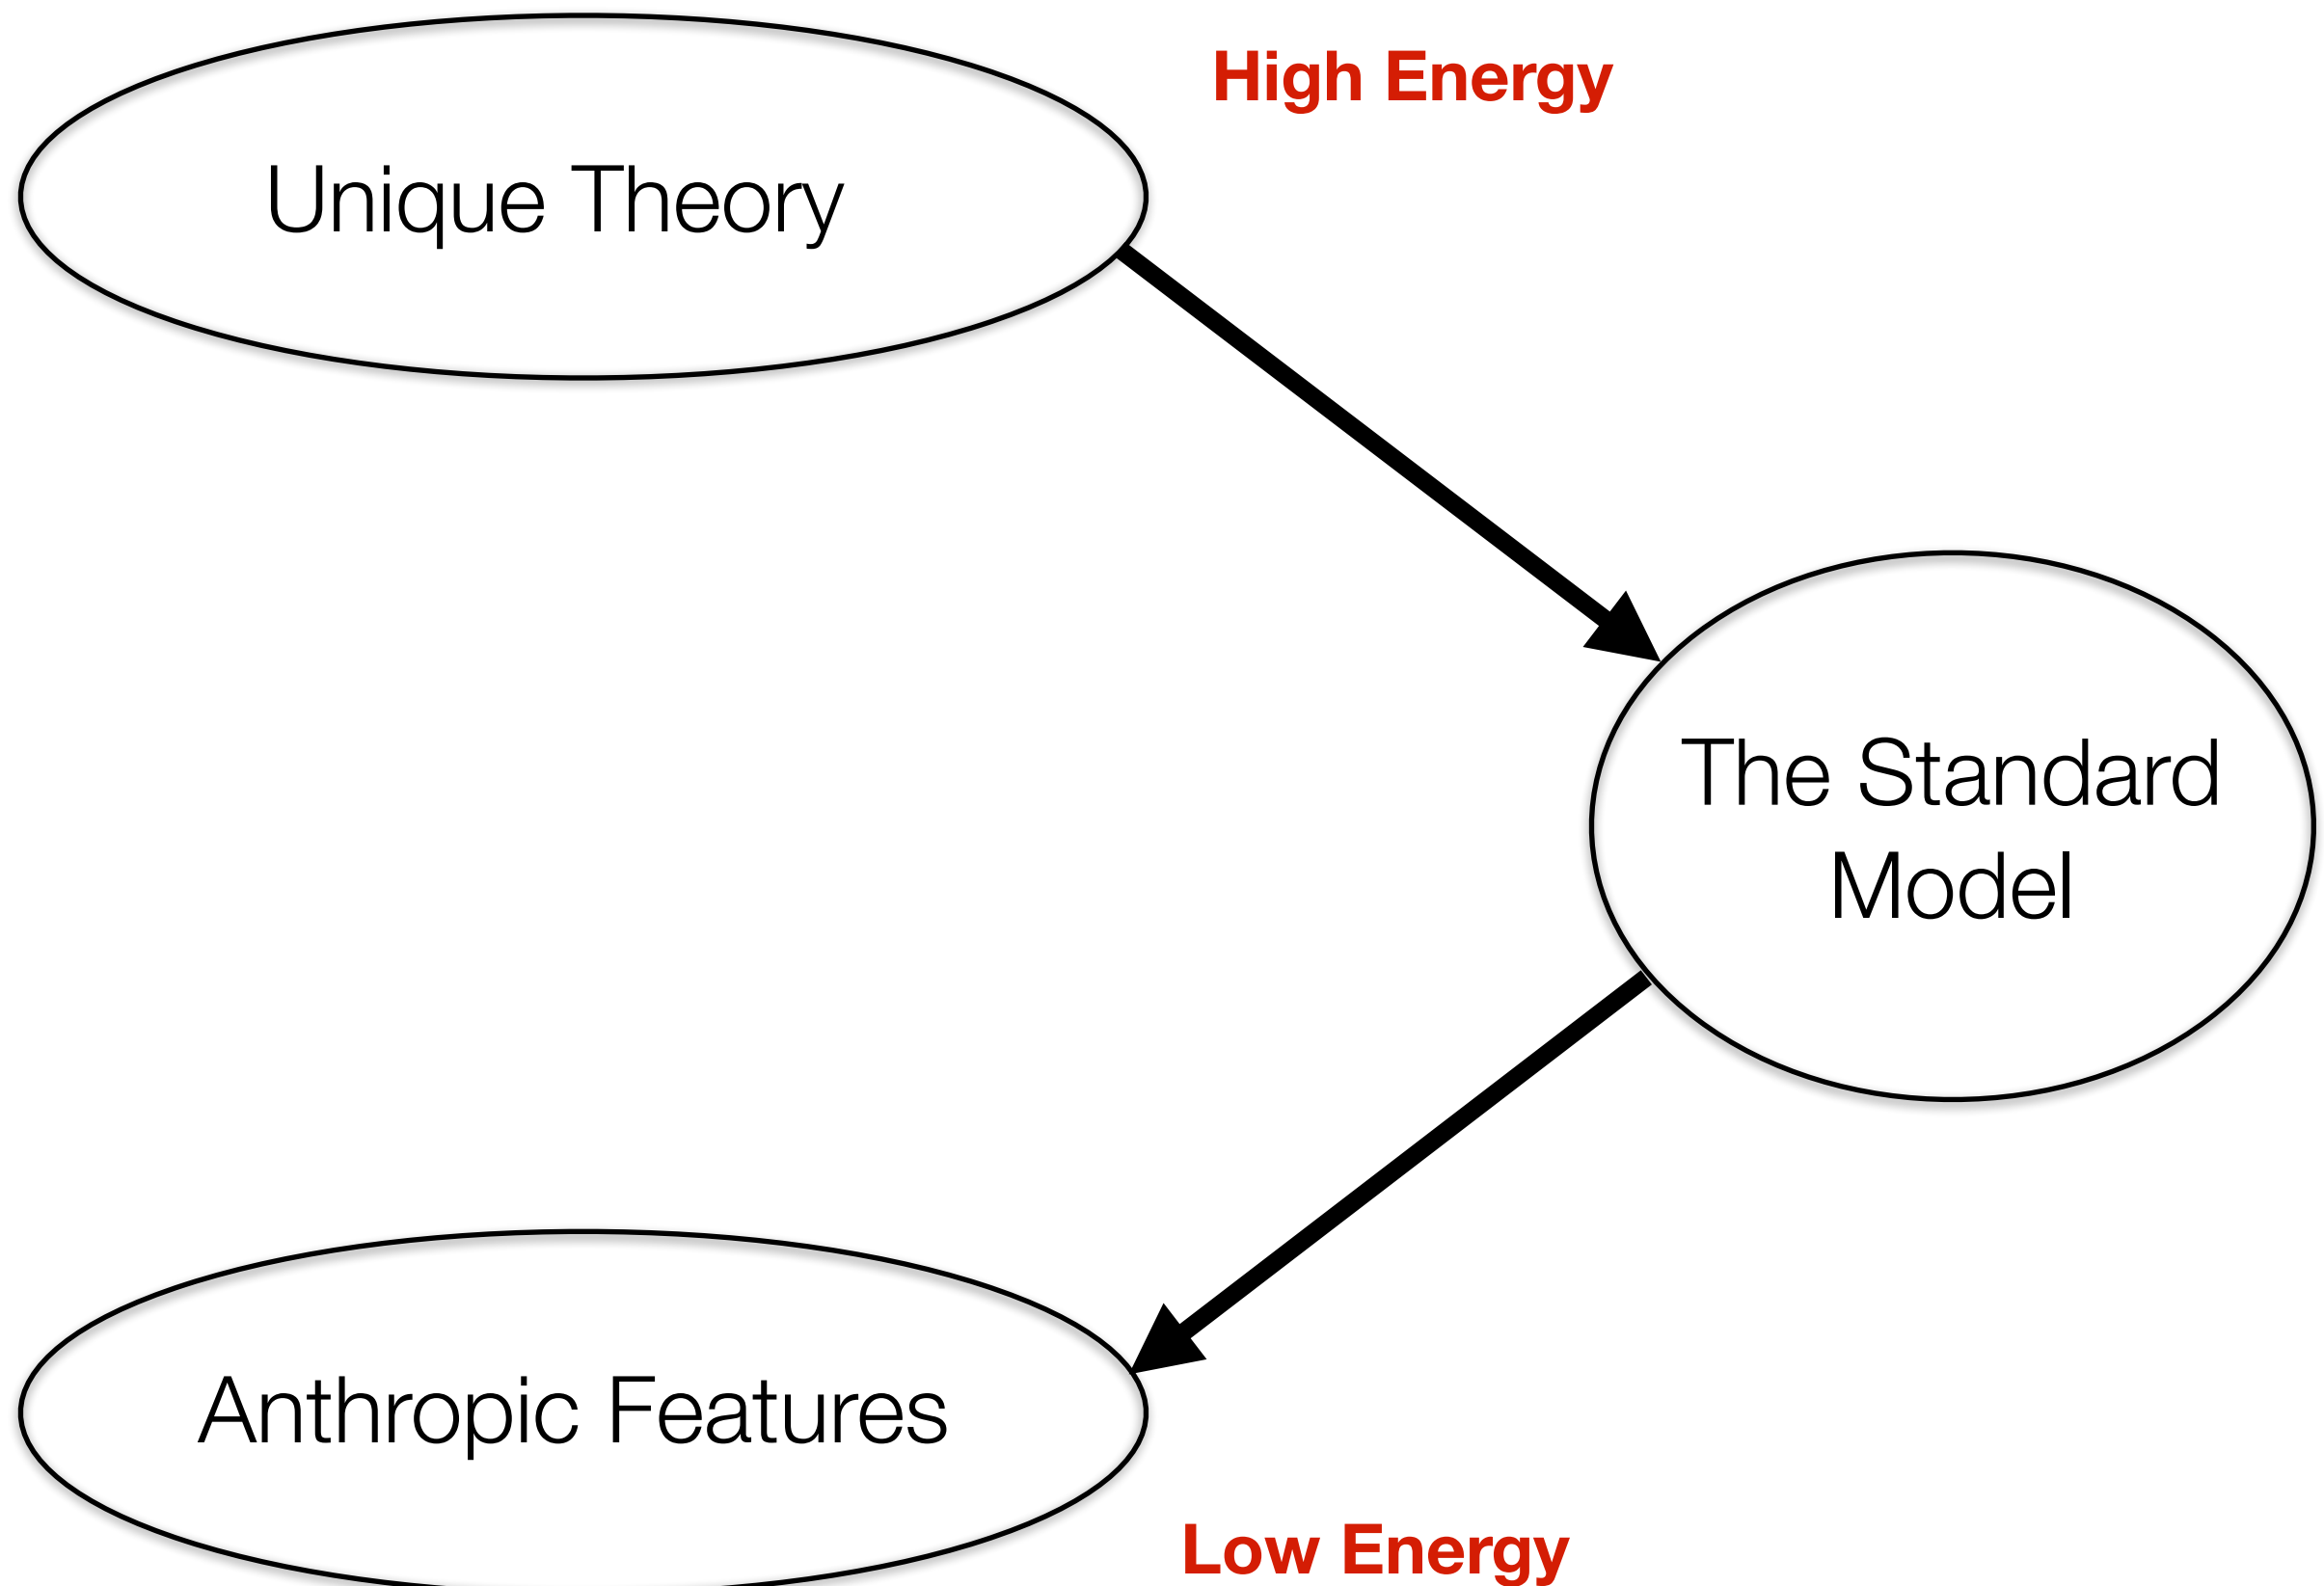 High Energy
Unique Theory
The Standard
Model
Anthropic Features
Low Energy